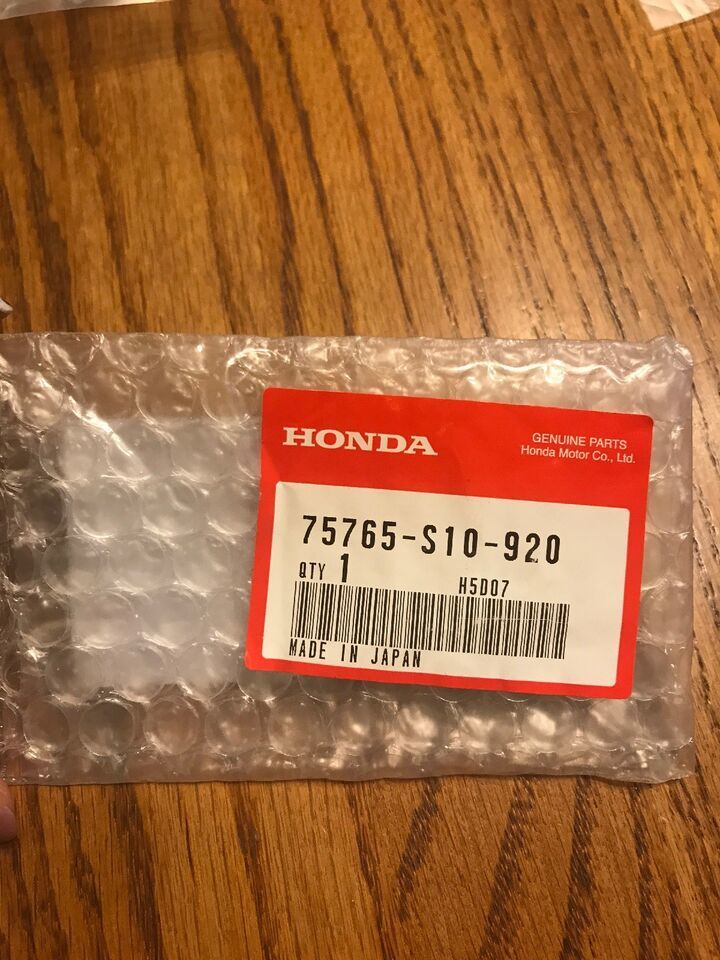 HONDA
GENUINE PARTS
Honda Motor Co., Ltd.
75765-S10-920
QTY 1 H5D07
MADE IN JAPAN